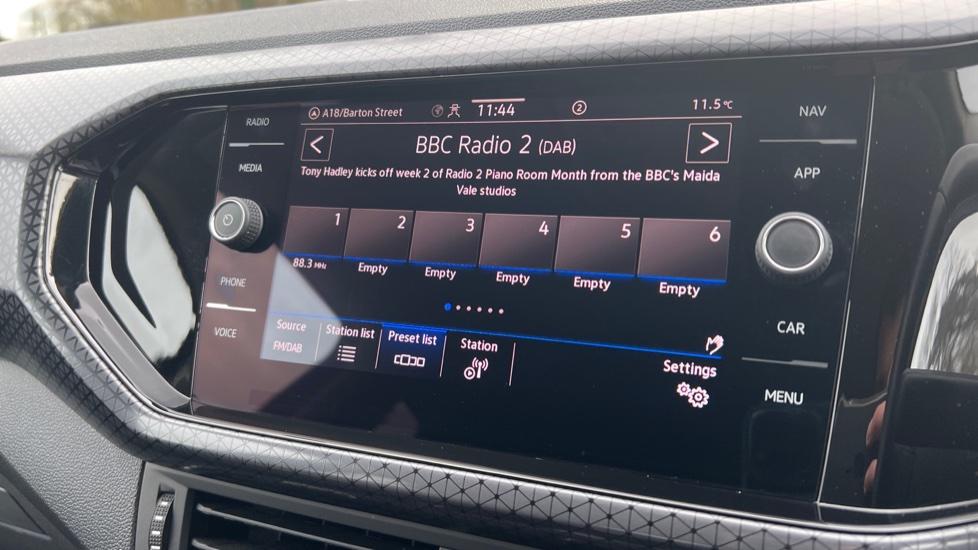 RADIO
MEDIA
PHONE
VOICE
A18/Barton Street
11:44
2
11.5°C
< BBC Radio 2 (DAB) >
Tony Hadley kicks off week 2 of Radio 2 Piano Room Month from the BBC's Maida
Vale studios
1 2 3 4 5 6
88.3 MHz Empty Empty Empty Empty Empty
Source Station list Preset list Station
FM/DAB
Settings
NAV
APP
CAR
MENU